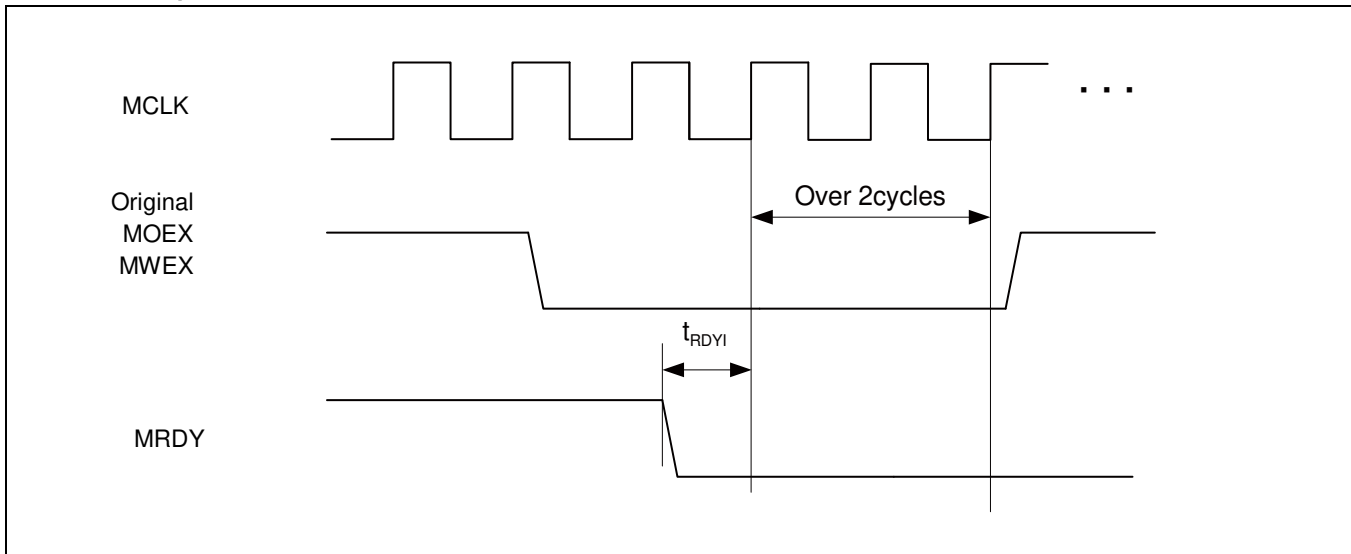 MCLK
. . .
Original
MOEX
MWEX
Over 2cycles
tRDYI
MRDY